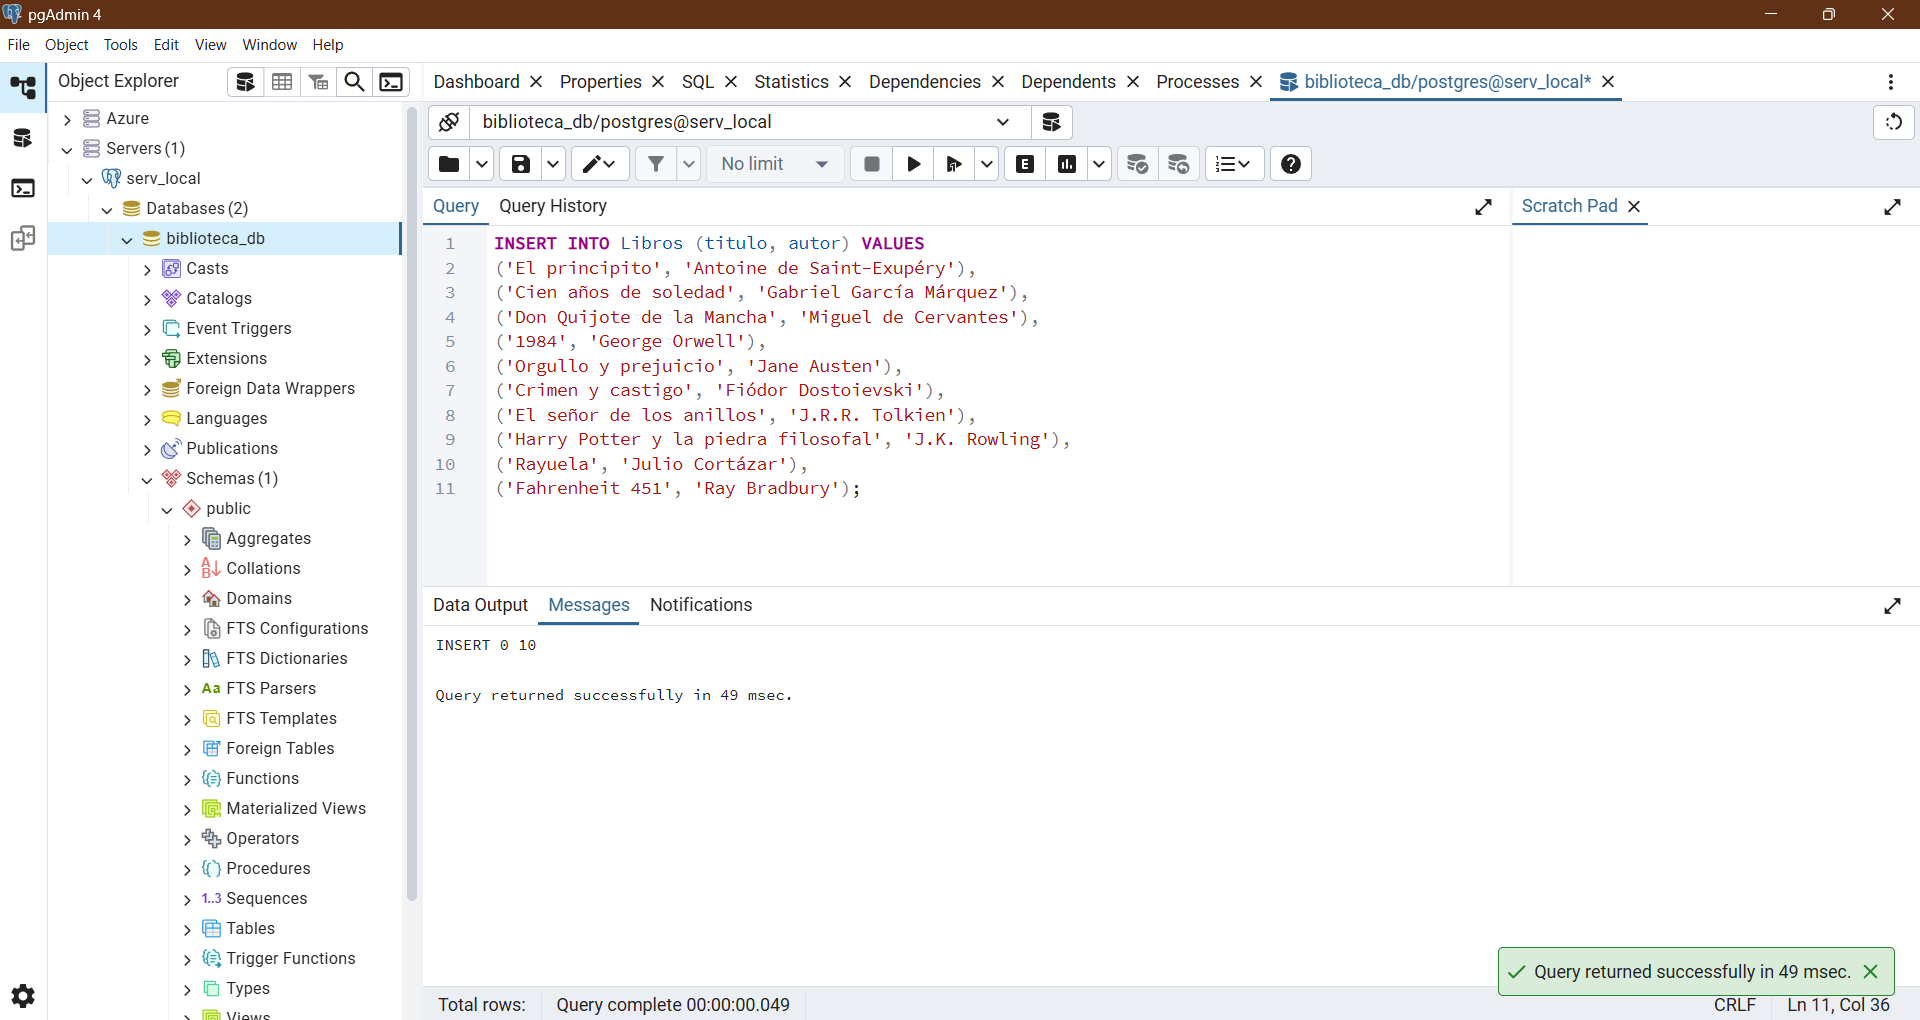 pgAdmin 4
File Object Tools Edit View Window Help
Object Explorer
Dashboard Properties SQL Statistics Dependencies Dependents Processes biblioteca_db/postgres@serv_local*
Azure
Servers (1)
serv_local
Databases (2)
biblioteca_db
Casts
Catalogs
Event Triggers
Extensions
Foreign Data Wrappers
Languages
Publications
Schemas (1)
public
Aggregates
Collations
Domains
FTS Configurations
FTS Dictionaries
Aa FTS Parsers
FTS Templates
Foreign Tables
Functions
Materialized Views
Operators
Procedures
1..3 Sequences
Tables
Trigger Functions
Types
Views
biblioteca_db/postgres@serv_local
No limit
E
Query Query History
Scratch Pad
1 INSERT INTO Libros (titulo, autor) VALUES
2 ('El principito', 'Antoine de Saint-Exupéry'),
3 ('Cien años de soledad', 'Gabriel García Márquez'),
4 ('Don Quijote de la Mancha', 'Miguel de Cervantes'),
5 ('1984', 'George Orwell'),
6 ('Orgullo y prejuicio', 'Jane Austen'),
7 ('Crimen y castigo', 'Fiódor Dostoievski'),
8 ('El señor de los anillos', 'J.R.R. Tolkien'),
9 ('Harry Potter y la piedra filosofal', 'J.K. Rowling'),
10 ('Rayuela', 'Julio Cortázar'),
11 ('Fahrenheit 451', 'Ray Bradbury');
Data Output Messages Notifications
INSERT 0 10
Query returned successfully in 49 msec.
Query returned successfully in 49 msec.
Total rows: Query complete 00:00:00.049
CRLF Ln 11, Col 36